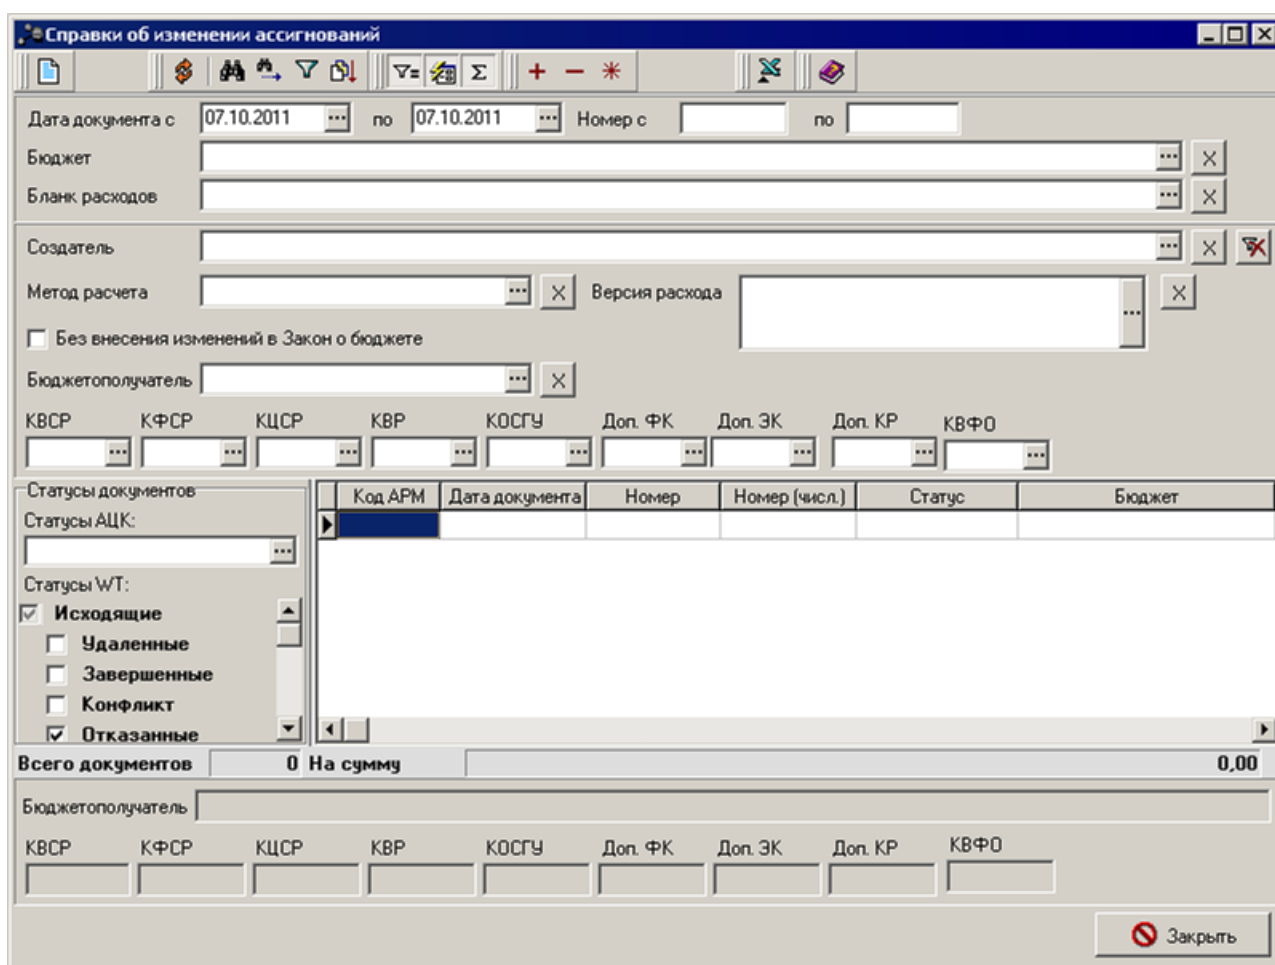 Справки об изменении ассигнований
Дата документа с 07.10.2011 ... по 07.10.2011 ... Номер с по
Бюджет ... X
Бланк расходов ... X
Создатель ... X
Метод расчета ... X Версия расхода ... X
Без внесения изменений в Закон о бюджете
Бюджетополучатель ... X
КВСР КФСР КЦСР КВР КОСГУ Доп. ФК Доп. ЭК Доп. КР КВФО
... ... ... ... ... ... ... ... ...
Статусы документов
Код АРМ Дата документа Номер Номер (числ.) Статус Бюджет
Статусы АЦК:
...
Статусы WT:
Исходящие
Удаленные
Завершенные
Конфликт
Отказанные
Всего документов 0 На сумму 0,00
Бюджетополучатель
КВСР КФСР КЦСР КВР КОСГУ Доп. ФК Доп. ЭК Доп. КР КВФО
Закрыть